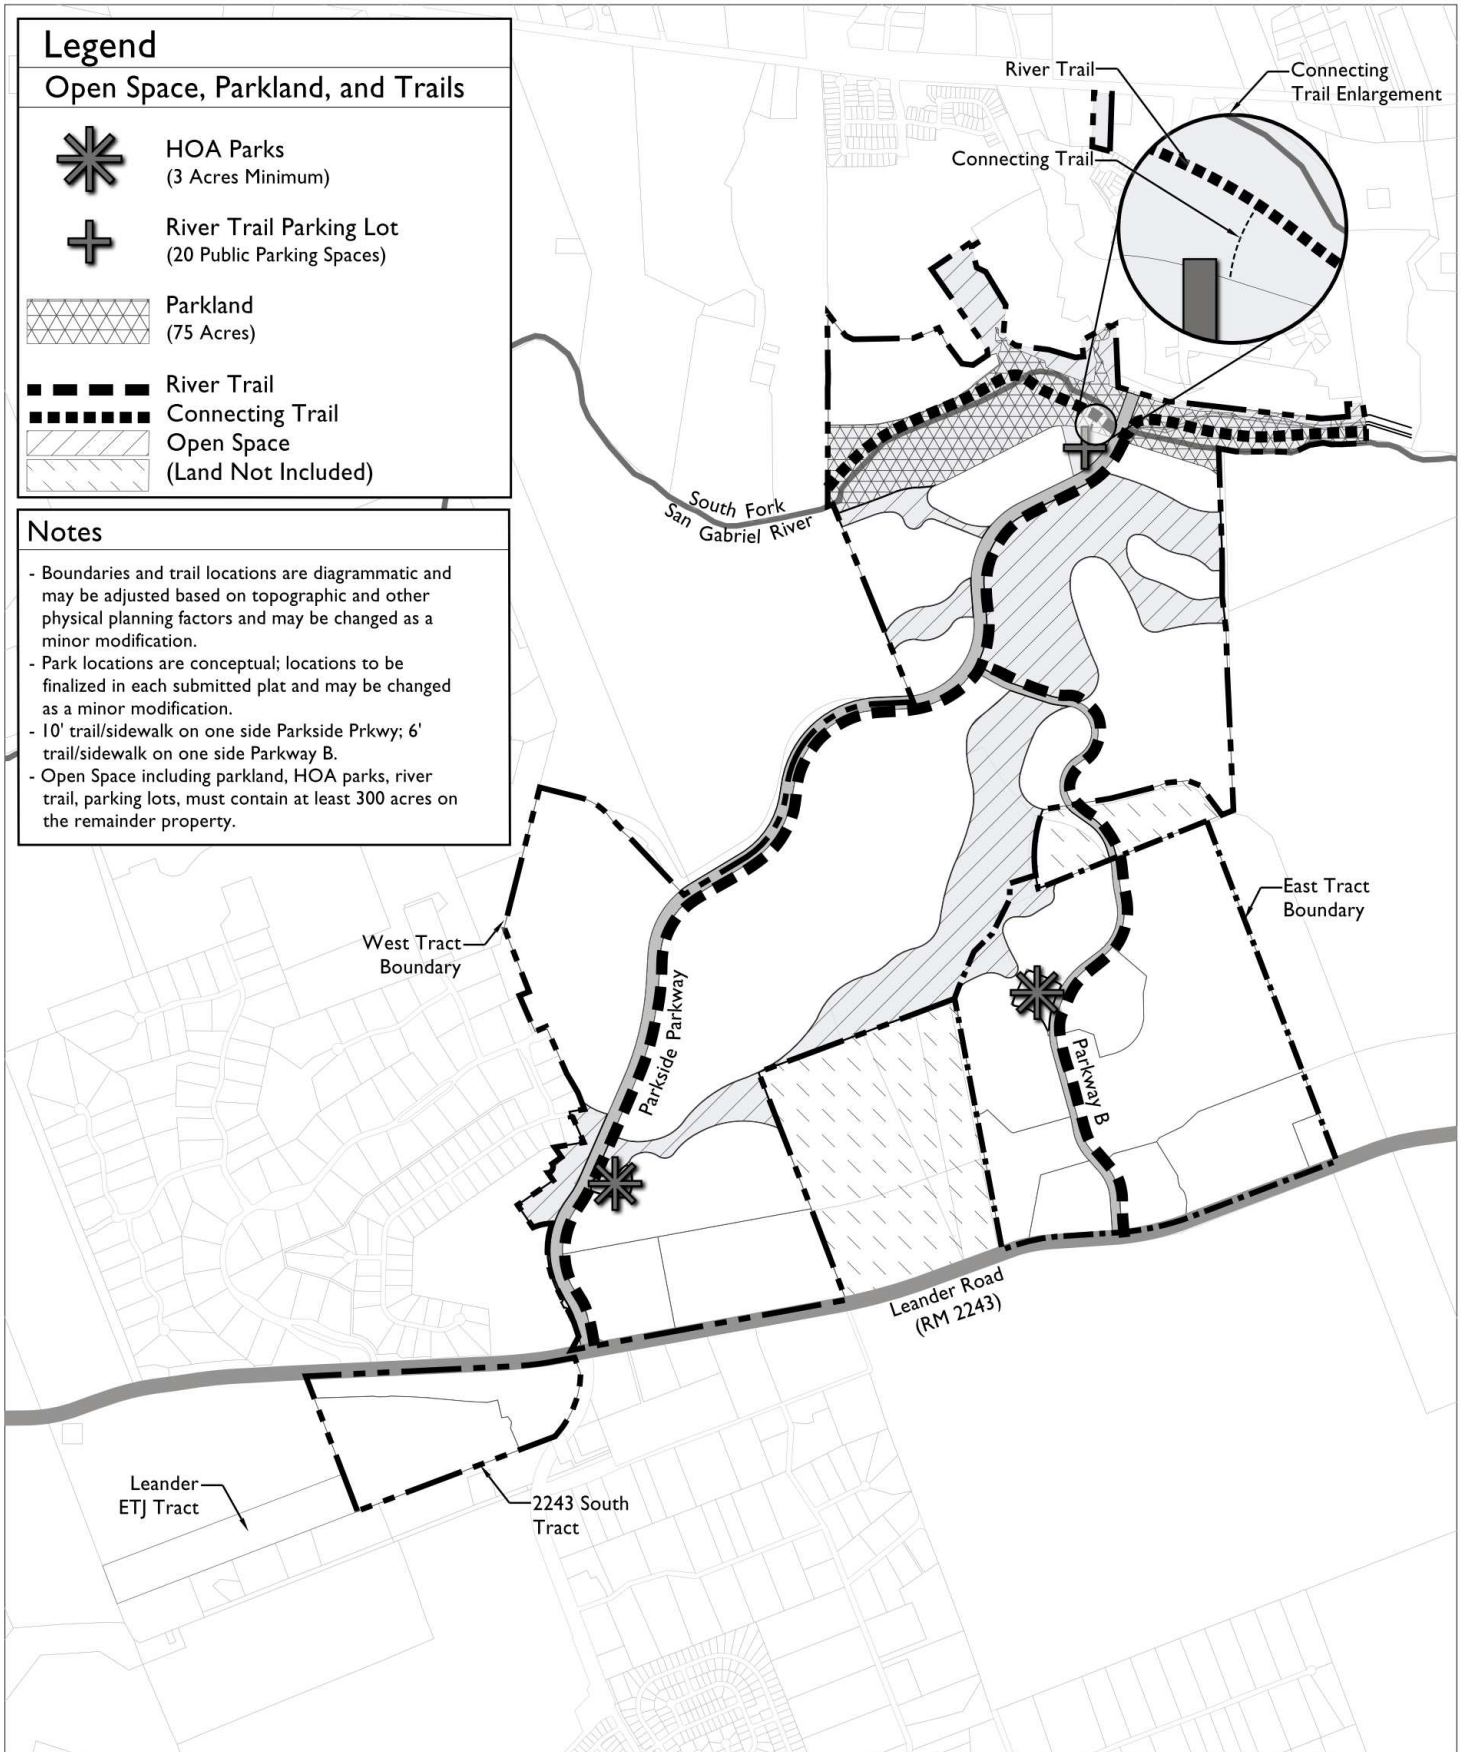 Legend
Open Space, Parkland, and Trails
HOA Parks
(3 Acres Minimum)
River Trail Parking Lot
(20 Public Parking Spaces)
Parkland
(75 Acres)
River Trail
Connecting Trail
Open Space
(Land Not Included)
Notes
- Boundaries and trail locations are diagrammatic and
may be adjusted based on topographic and other
physical planning factors and may be changed as a
minor modification.
- Park locations are conceptual; locations to be
finalized in each submitted plat and may be changed
as a minor modification.
- 10' trail/sidewalk on one side Parkside Prkwy; 6'
trail/sidewalk on one side Parkway B.
- Open Space including parkland, HOA parks, river
trail, parking lots, must contain at least 300 acres on
the remainder property.
River Trail
Connecting
Trail Enlargement
Connecting Trail
South Fork
San Gabriel River
East Tract
Boundary
West Tract
Boundary
Parkside Parkway
Parkway B
Leander Road
(RM 2243)
Leander
ETJ Tract
2243 South
Tract